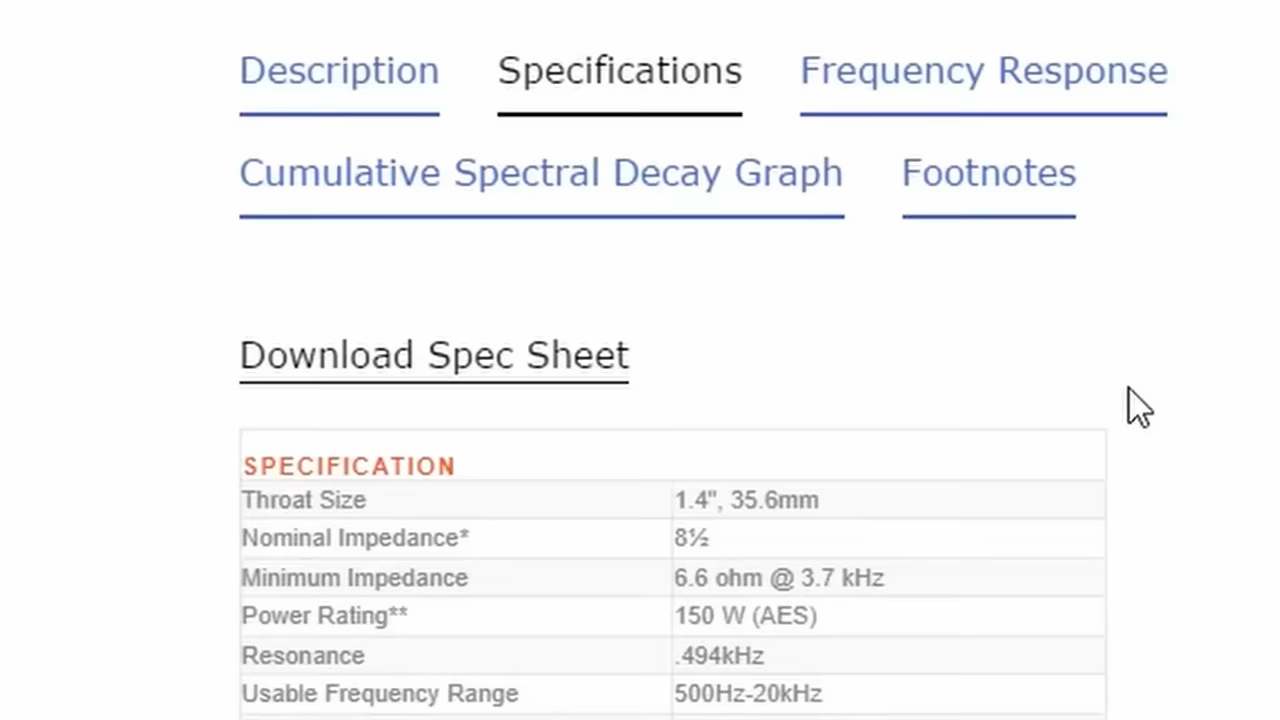 Description Specifications Frequency Response
Cumulative Spectral Decay Graph Footnotes
Download Spec Sheet
SPECIFICATION
Throat Size 1.4", 35.6mm
Nominal Impedance* 8½
Minimum Impedance 6.6 ohm @ 3.7 kHz
Power Rating** 150 W (AES)
Resonance .494kHz
Usable Frequency Range 500Hz-20kHz